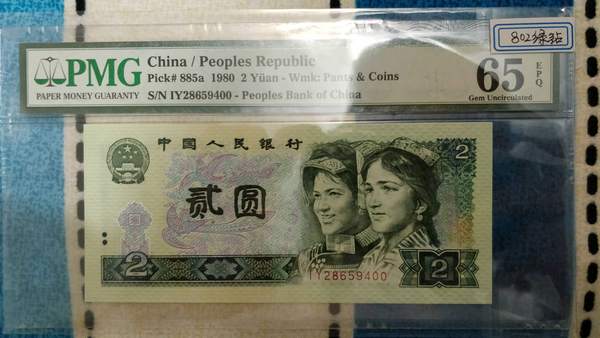 802绿钻
PMG
PAPER MONEY GUARANTY
China / Peoples Republic
Pick# 885a 1980 2 Yüan - Wmk: Pants & Coins
S/N IY28659400 - Peoples Bank of China
65 EPQ
Gem Uncirculated
中国人民银行
2
贰圆
2
2
IY28659400